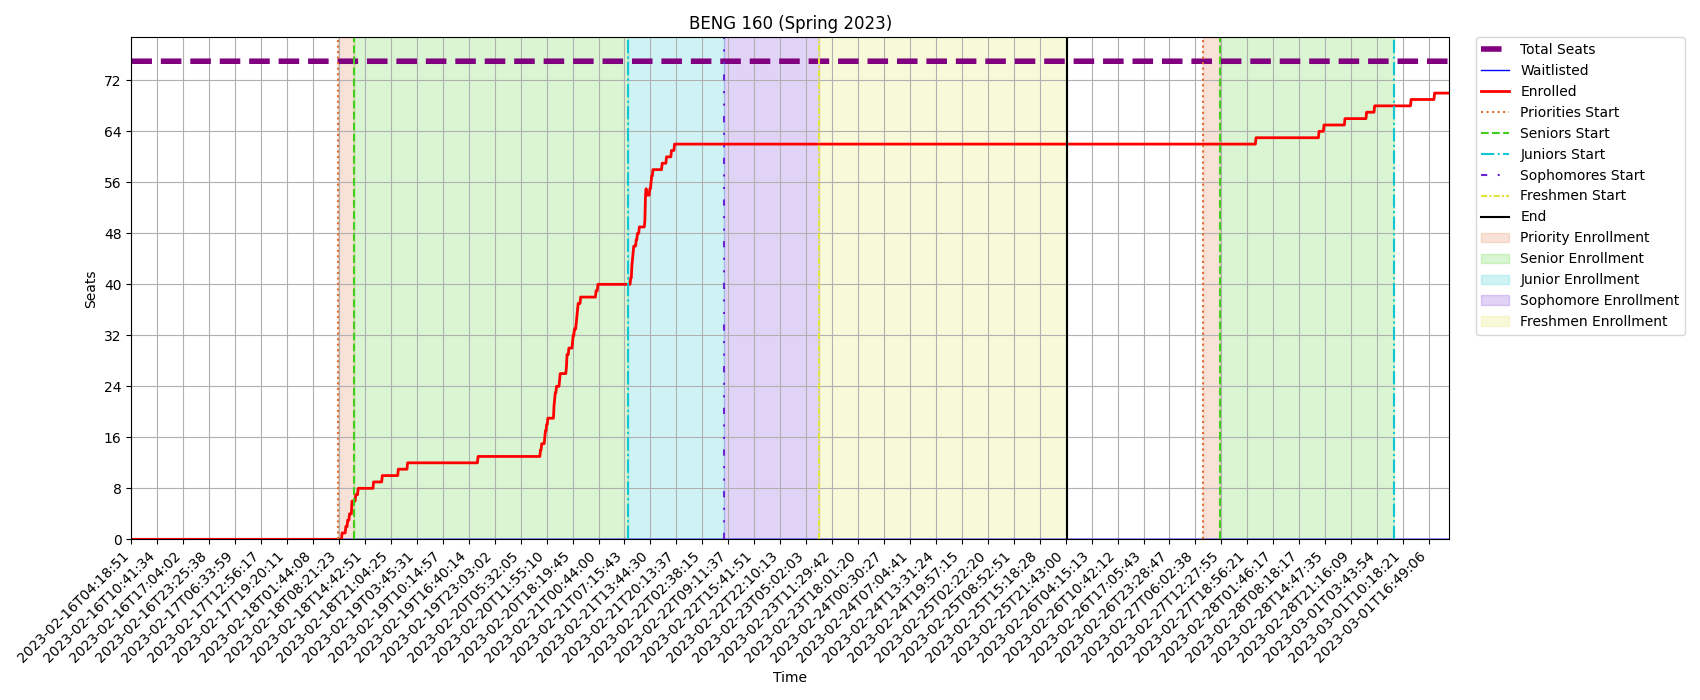 BENG 160 (Spring 2023)
Total Seats
Waitlisted
Enrolled
Priorities Start
Seniors Start
Juniors Start
Sophomores Start
Freshmen Start
End
Priority Enrollment
Senior Enrollment
Junior Enrollment
Sophomore Enrollment
Freshmen Enrollment
Seats
72
64
56
48
40
32
24
16
8
0
2023-02-16T04:18:51
2023-02-16T10:41:34
2023-02-16T17:04:02
2023-02-16T23:25:38
2023-02-17T06:33:59
2023-02-17T12:56:17
2023-02-17T19:20:11
2023-02-18T01:44:08
2023-02-18T08:21:23
2023-02-18T14:42:51
2023-02-18T21:04:25
2023-02-19T03:45:31
2023-02-19T10:14:57
2023-02-19T16:40:14
2023-02-19T23:03:02
2023-02-20T05:32:05
2023-02-20T11:55:10
2023-02-20T18:19:45
2023-02-21T00:44:00
2023-02-21T07:15:43
2023-02-21T13:44:30
2023-02-21T20:13:37
2023-02-22T02:38:15
2023-02-22T09:11:37
2023-02-22T15:41:51
2023-02-22T22:10:13
2023-02-23T05:02:03
2023-02-23T11:29:42
2023-02-23T18:01:20
2023-02-24T00:30:27
2023-02-24T07:04:41
2023-02-24T13:31:24
2023-02-24T19:57:15
2023-02-25T02:22:20
2023-02-25T08:52:51
2023-02-25T15:18:28
2023-02-25T21:43:00
2023-02-26T04:15:13
2023-02-26T10:42:12
2023-02-26T17:05:43
2023-02-26T23:28:47
2023-02-27T06:02:38
2023-02-27T12:27:55
2023-02-27T18:56:21
2023-02-28T01:46:17
2023-02-28T08:18:17
2023-02-28T14:47:35
2023-02-28T21:16:09
2023-03-01T03:43:54
2023-03-01T10:18:21
2023-03-01T16:49:06
Time